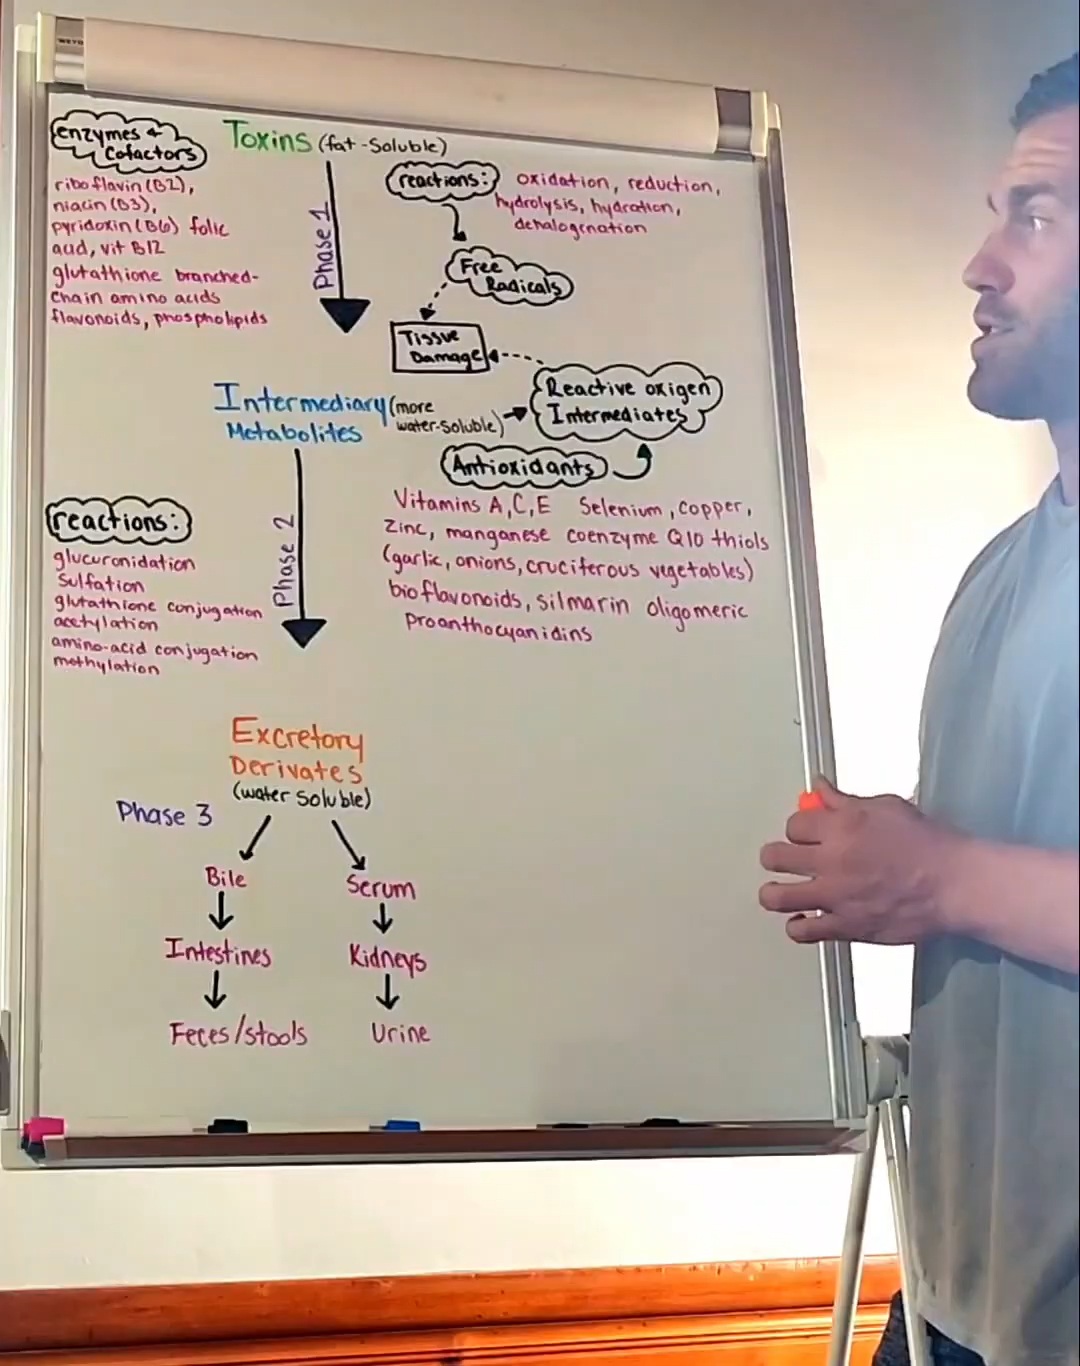 enzymes +
Cofactors
riboflavin (B2),
niacin (B3),
pyridoxin (B6) folic
acid, vit B12
glutathione branched-
chain amino acids
flavonoids, phospholipids
Toxins (fat-Soluble)
Phase 1
reactions: oxidation, reduction,
hydrolysis, hydration,
dehalogenation
Free
Radicals
Tissue
Damage
Intermediary (more
Metabolites water-soluble)
Reactive oxigen
Intermediates
Antioxidants
Vitamins A, C, E Selenium, copper,
Zinc, manganese coenzyme Q10 thiols
(garlic, onions, cruciferous vegetables)
bioflavonoids, silmarin oligomeric
Proanthocyanidins
Phase 2
reactions:
glucuronidation
Sulfation
glutathione conjugation
acetylation
amino-acid conjugation
methylation
Excretory
Derivates
(water Soluble)
Phase 3
Bile
Intestines
Feces/stools
Serum
Kidneys
Urine